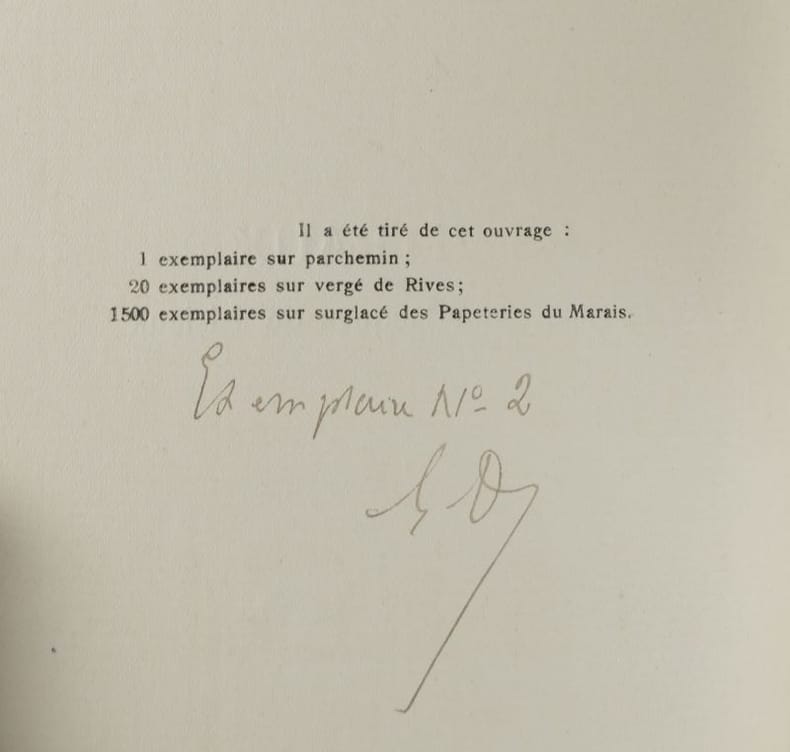 Il a été tiré de cet ouvrage :
1 exemplaire sur parchemin ;
20 exemplaires sur vergé de Rives ;
1500 exemplaires sur surglacé des Papeteries du Marais.
Exemplaire Nº 2